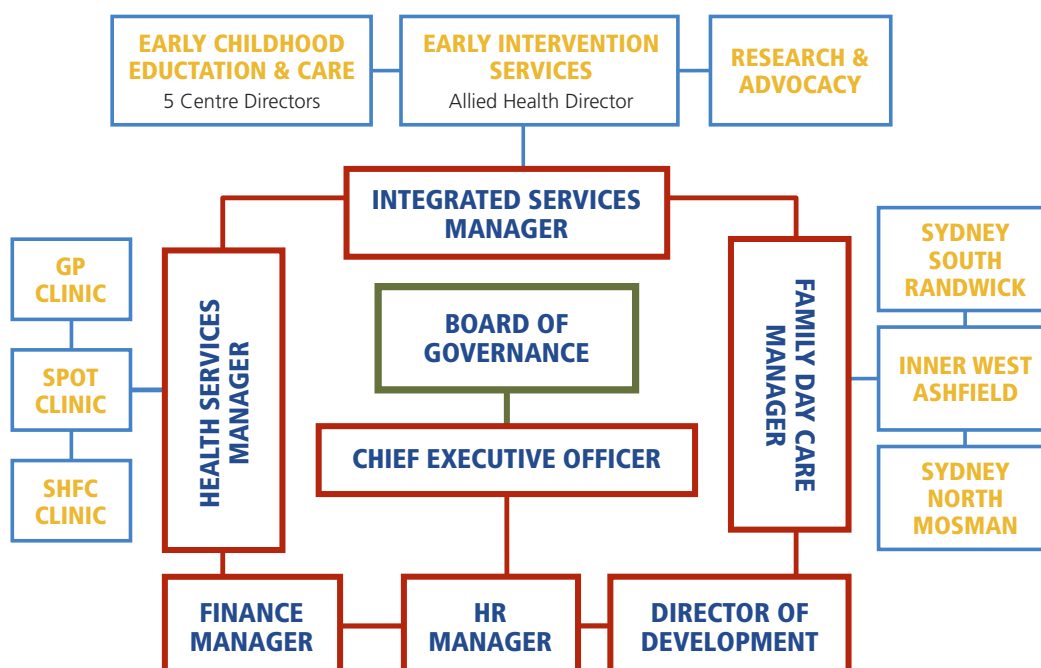 EARLY CHILDHOOD
EDUCTATION & CARE
5 Centre Directors
EARLY INTERVENTION
SERVICES
Allied Health Director
RESEARCH &
ADVOCACY
INTEGRATED SERVICES
MANAGER
GP
CLINIC
SPOT
CLINIC
SHFC
CLINIC
HEALTH SERVICES
MANAGER
BOARD OF
GOVERNANCE
CHIEF EXECUTIVE OFFICER
FAMILY DAY CARE
MANAGER
SYDNEY
SOUTH
RANDWICK
INNER WEST
ASHFIELD
SYDNEY
NORTH
MOSMAN
FINANCE
MANAGER
HR
MANAGER
DIRECTOR OF
DEVELOPMENT